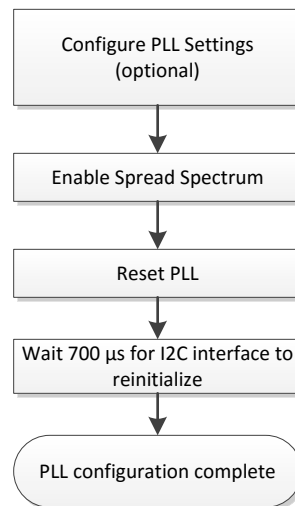 Configure PLL Settings
(optional)
Enable Spread Spectrum
Reset PLL
Wait 700 µs for I2C interface to
reinitialize
PLL configuration complete